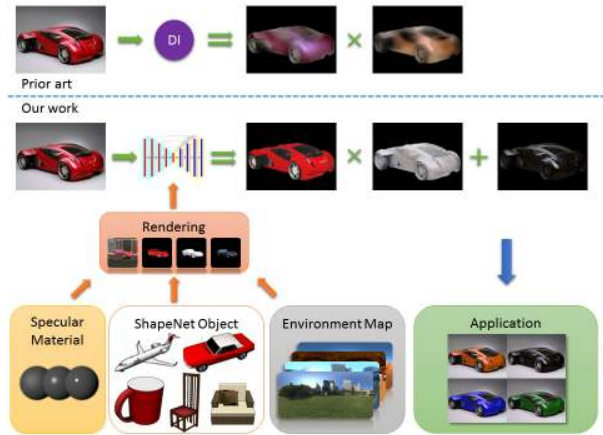 DI
Prior art
Our work
Rendering
Specular
Material
ShapeNet Object
Environment Map
Application